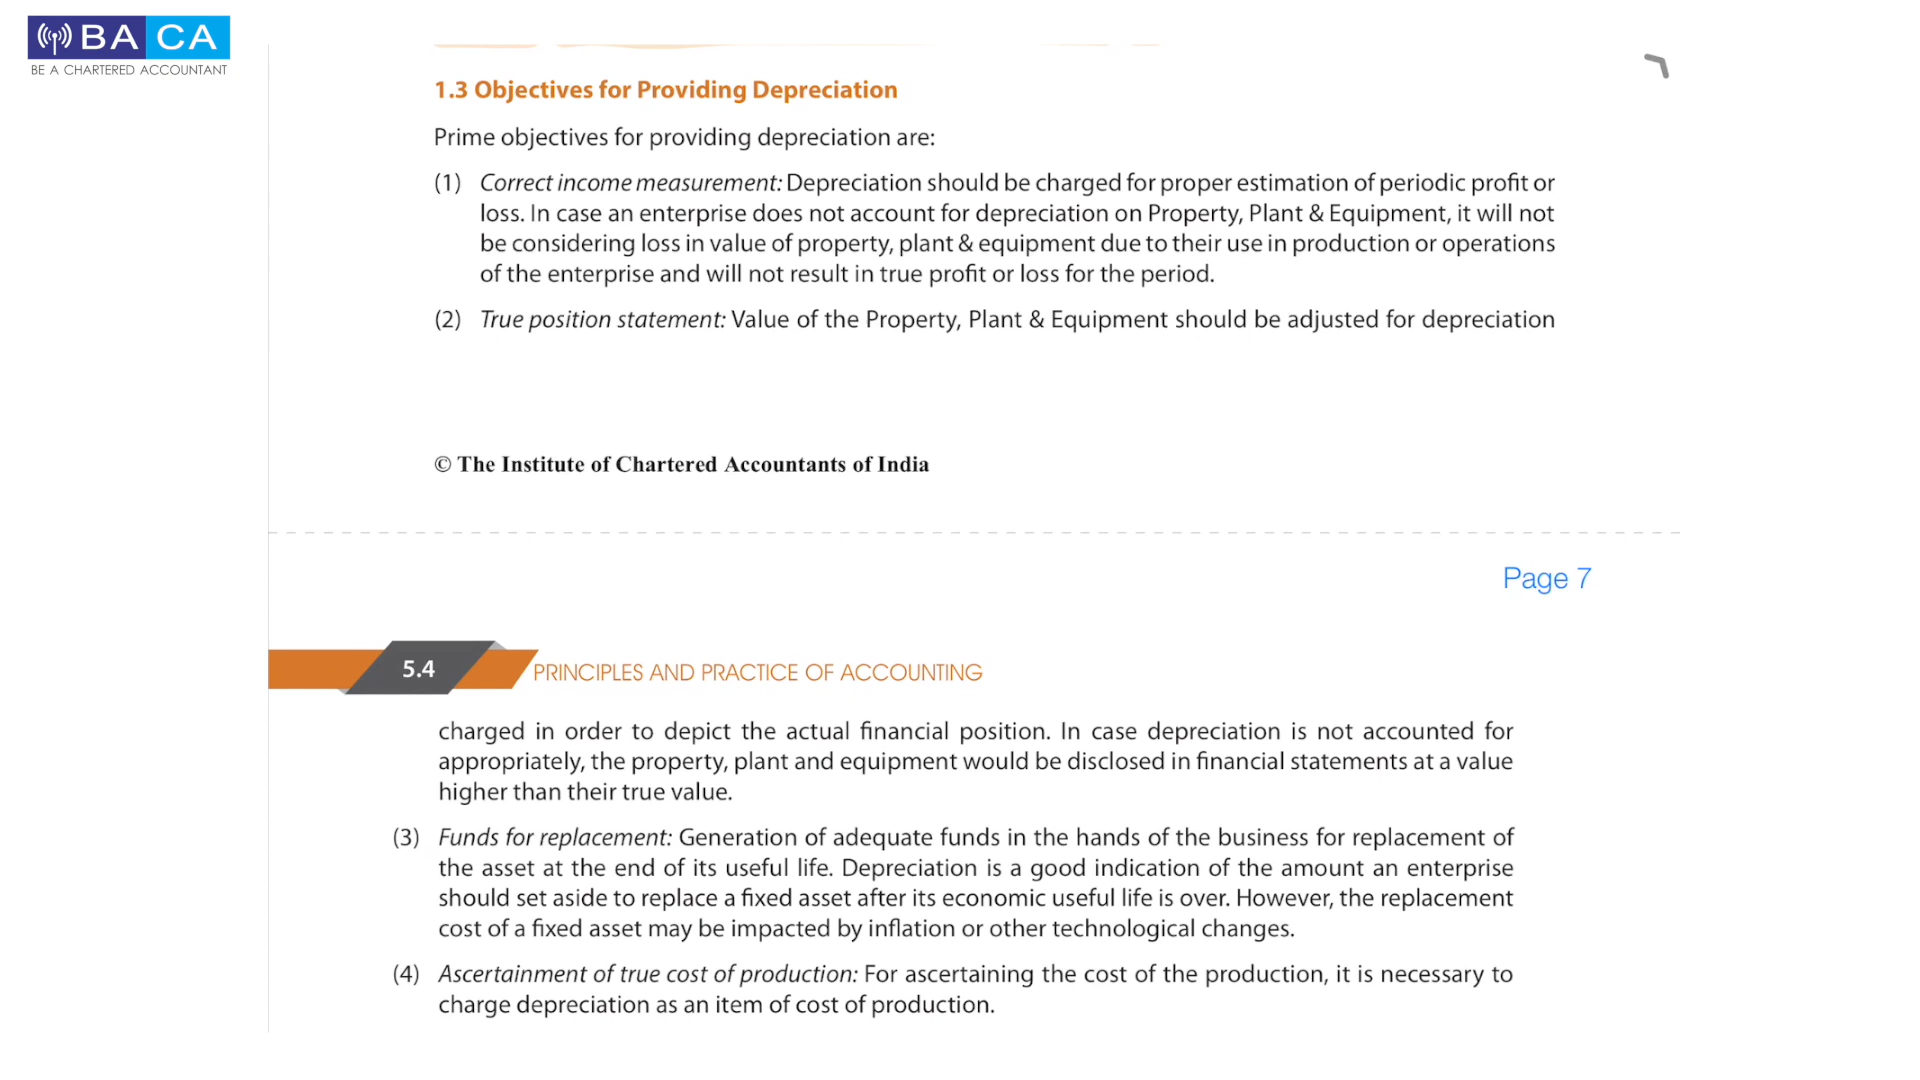 BA CA
BE A CHARTERED ACCOUNTANT
1.3 Objectives for Providing Depreciation
Prime objectives for providing depreciation are:
(1) Correct income measurement: Depreciation should be charged for proper estimation of periodic profit or
loss. In case an enterprise does not account for depreciation on Property, Plant & Equipment, it will not
be considering loss in value of property, plant & equipment due to their use in production or operations
of the enterprise and will not result in true profit or loss for the period.
(2) True position statement: Value of the Property, Plant & Equipment should be adjusted for depreciation
© The Institute of Chartered Accountants of India
Page 7
5.4 PRINCIPLES AND PRACTICE OF ACCOUNTING
charged in order to depict the actual financial position. In case depreciation is not accounted for
appropriately, the property, plant and equipment would be disclosed in financial statements at a value
higher than their true value.
(3) Funds for replacement: Generation of adequate funds in the hands of the business for replacement of
the asset at the end of its useful life. Depreciation is a good indication of the amount an enterprise
should set aside to replace a fixed asset after its economic useful life is over. However, the replacement
cost of a fixed asset may be impacted by inflation or other technological changes.
(4) Ascertainment of true cost of production: For ascertaining the cost of the production, it is necessary to
charge depreciation as an item of cost of production.